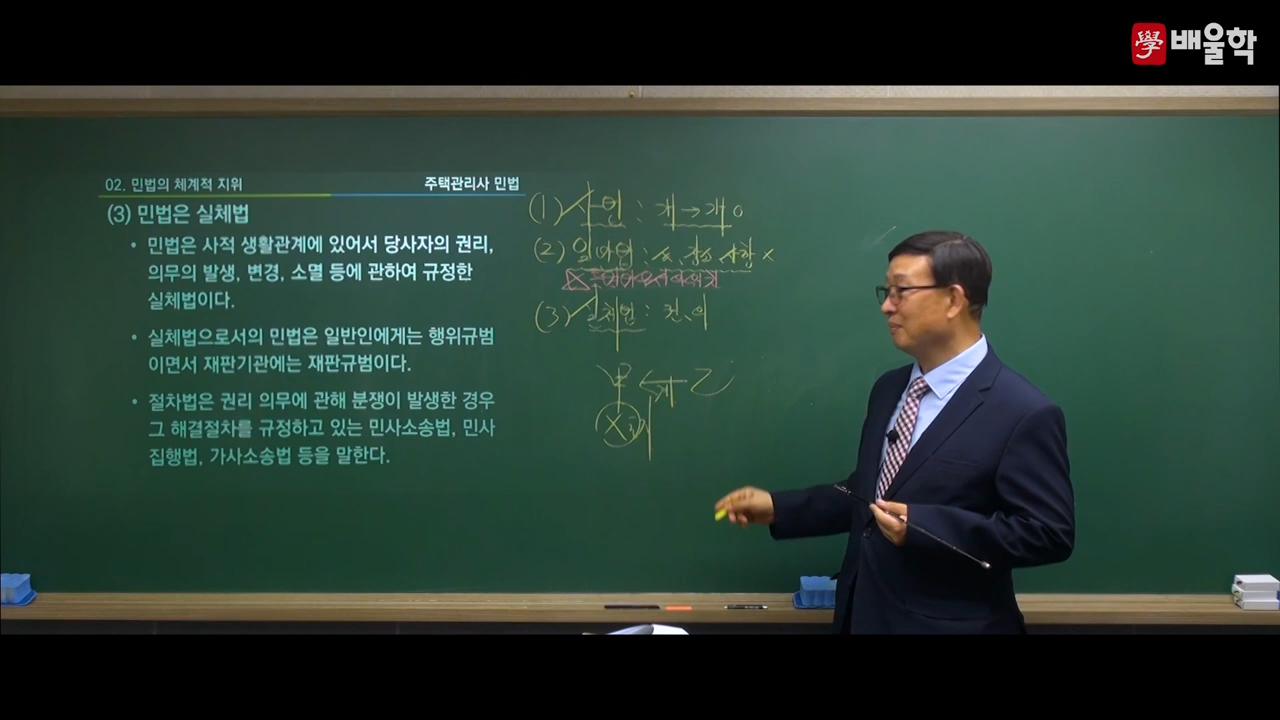 學 배울학
02. 민법의 체계적 지위 주택관리사 민법
(3) 민법은 실체법
• 민법은 사적 생활관계에 있어서 당사자의 권리,
의무의 발생, 변경, 소멸 등에 관하여 규정한
실체법이다.
• 실체법으로서의 민법은 일반인에게는 행위규범
이면서 재판기관에는 재판규범이다.
• 절차법은 권리 의무에 관해 분쟁이 발생한 경우
그 해결절차를 규정하고 있는 민사소송법, 민사
집행법, 가사소송법 등을 말한다.
(1) 사법 : 개→개 o
(2) 일반법 : 사람 x
(3) 실체법 : 권, 의
甲 ← 乙
X